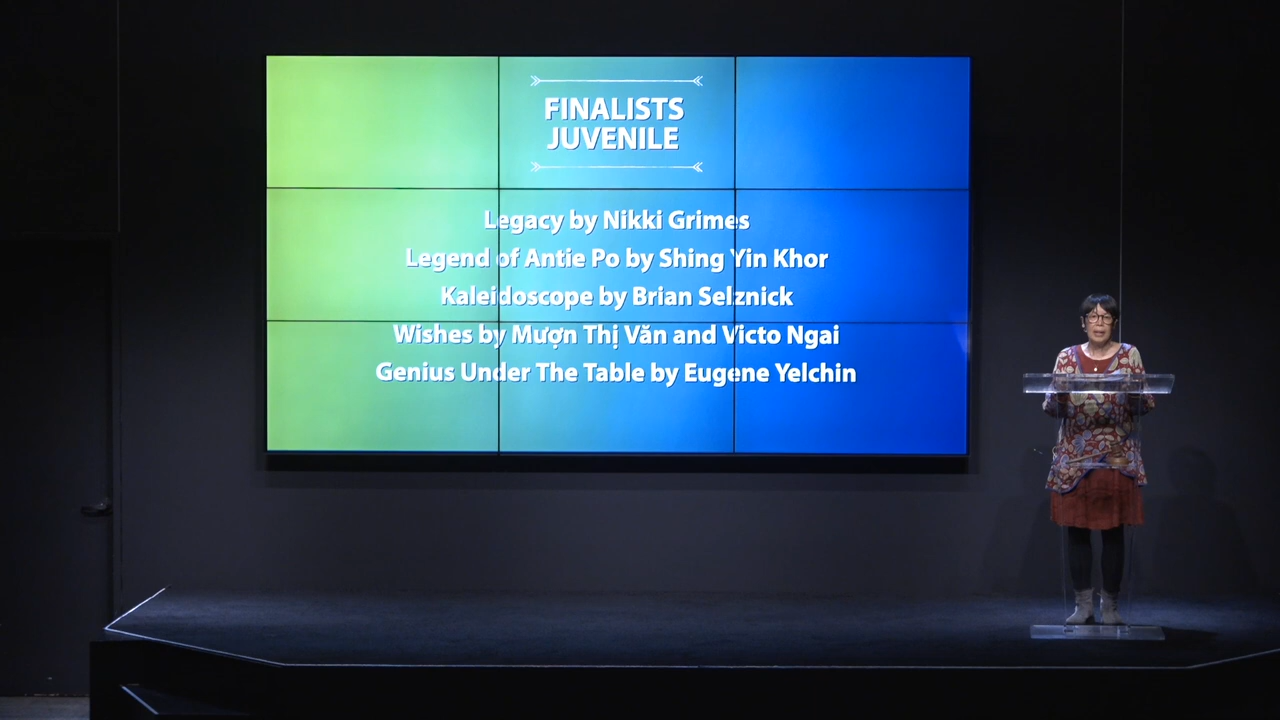 FINALISTS
JUVENILE
Legacy by Nikki Grimes
Legend of Antie Po by Shing Yin Khor
Kaleidoscope by Brian Selznick
Wishes by Mượn Thị Văn and Victo Ngai
Genius Under The Table by Eugene Yelchin